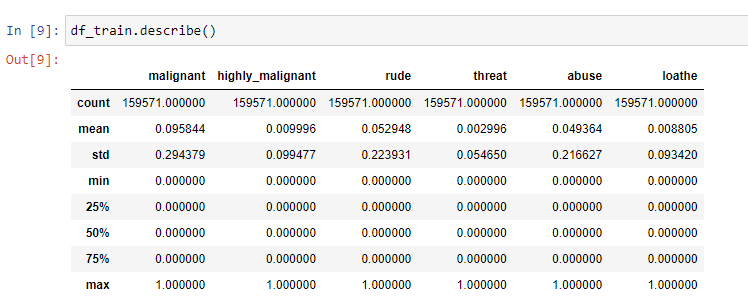 In [9]: df_train.describe()
Out[9]:
malignant highly_malignant rude threat abuse loathe
count 159571.000000 159571.000000 159571.000000 159571.000000 159571.000000 159571.000000
mean 0.095844 0.009996 0.052948 0.002996 0.049364 0.008805
std 0.294379 0.099477 0.223931 0.054650 0.216627 0.093420
min 0.000000 0.000000 0.000000 0.000000 0.000000 0.000000
25% 0.000000 0.000000 0.000000 0.000000 0.000000 0.000000
50% 0.000000 0.000000 0.000000 0.000000 0.000000 0.000000
75% 0.000000 0.000000 0.000000 0.000000 0.000000 0.000000
max 1.000000 1.000000 1.000000 1.000000 1.000000 1.000000